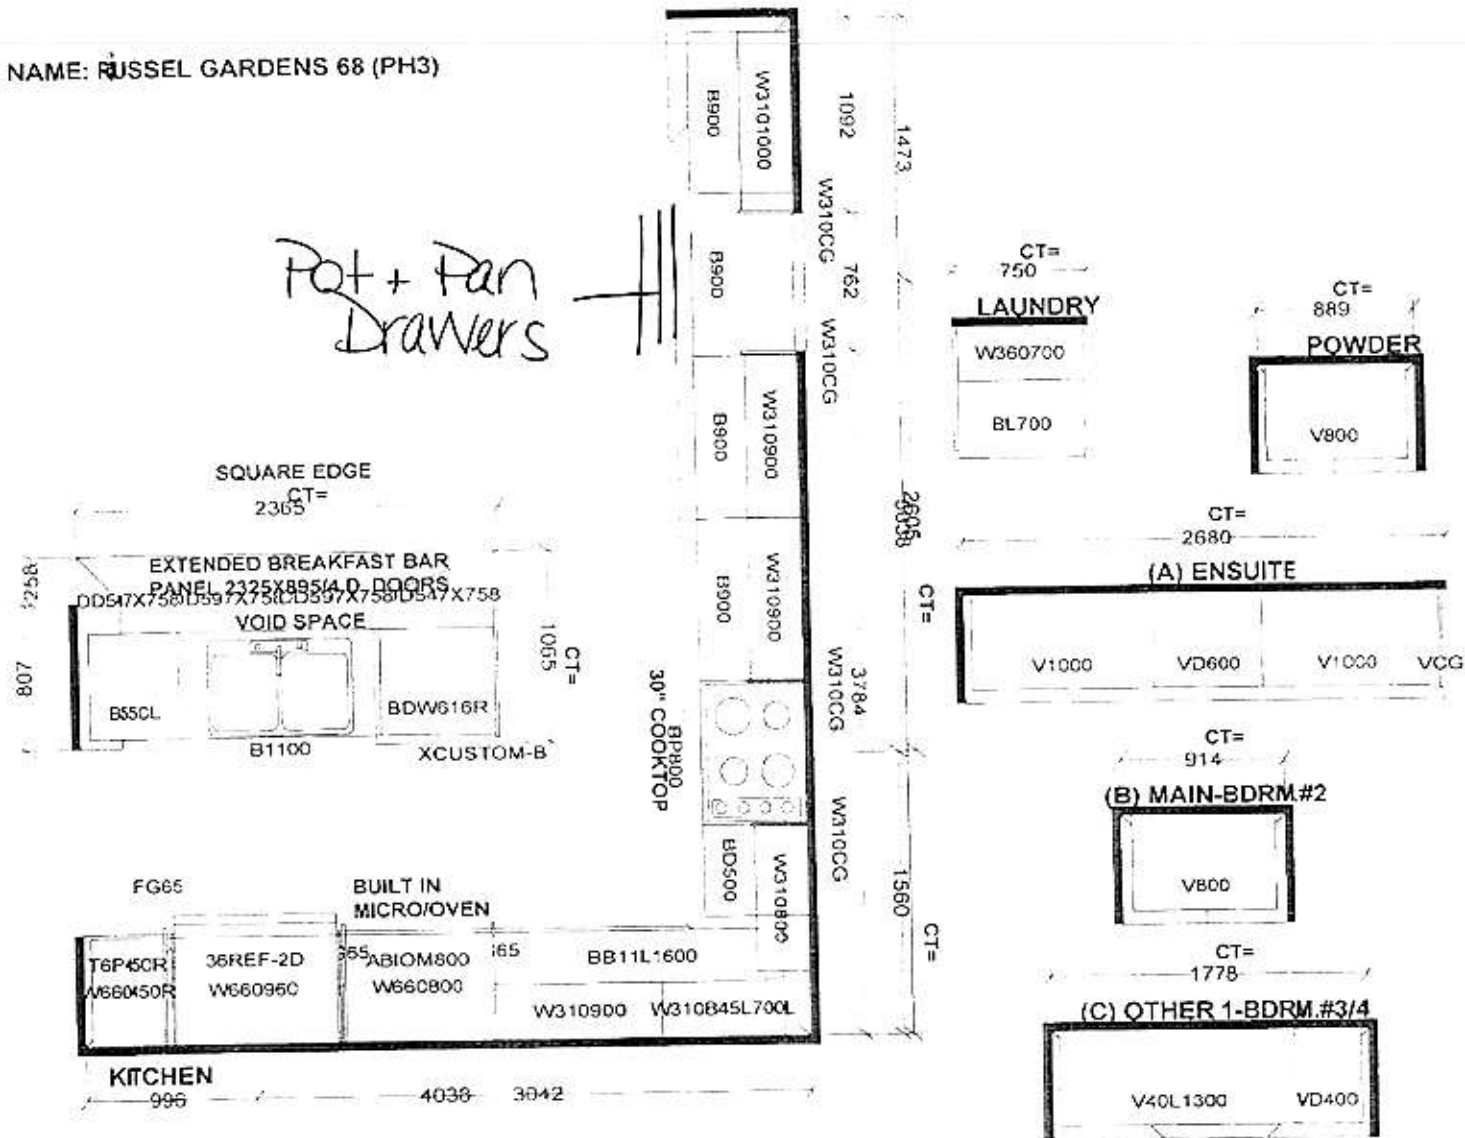 NAME: RUSSEL GARDENS 68 (PH3)
B900
W3101000
1092
1473
W310CG
Pot + Pan
Drawers
B900
762
W310CG
B900
W310900
B900
W310900
CT=
3784
W310CG
30" COOKTOP
BP800
W310CG
BD500
W310800
1560
CT=
SQUARE EDGE
CT=
2365
EXTENDED BREAKFAST BAR
PANEL 2325X895/4 D. DOORS
VOID SPACE
258
807
1065
CT=
B55CL
B1100
BDW616R
XCUSTOM-B
FG65
BUILT IN
MICRO/OVEN
T6P450R
W660450R
36REF-2D
W66096C
ABIOM800
W660800
BB11L1600
W310900
W310B45L700L
KITCHEN
996
4038
3042
CT=
750
LAUNDRY
W360700
BL700
CT=
889
POWDER
V800
CT=
2680
(A) ENSUITE
V1000
VD600
V1000
VCG
CT=
914
(B) MAIN-BDRM.#2
V800
CT=
1778
(C) OTHER 1-BDRM.#3/4
V40L1300
VD400